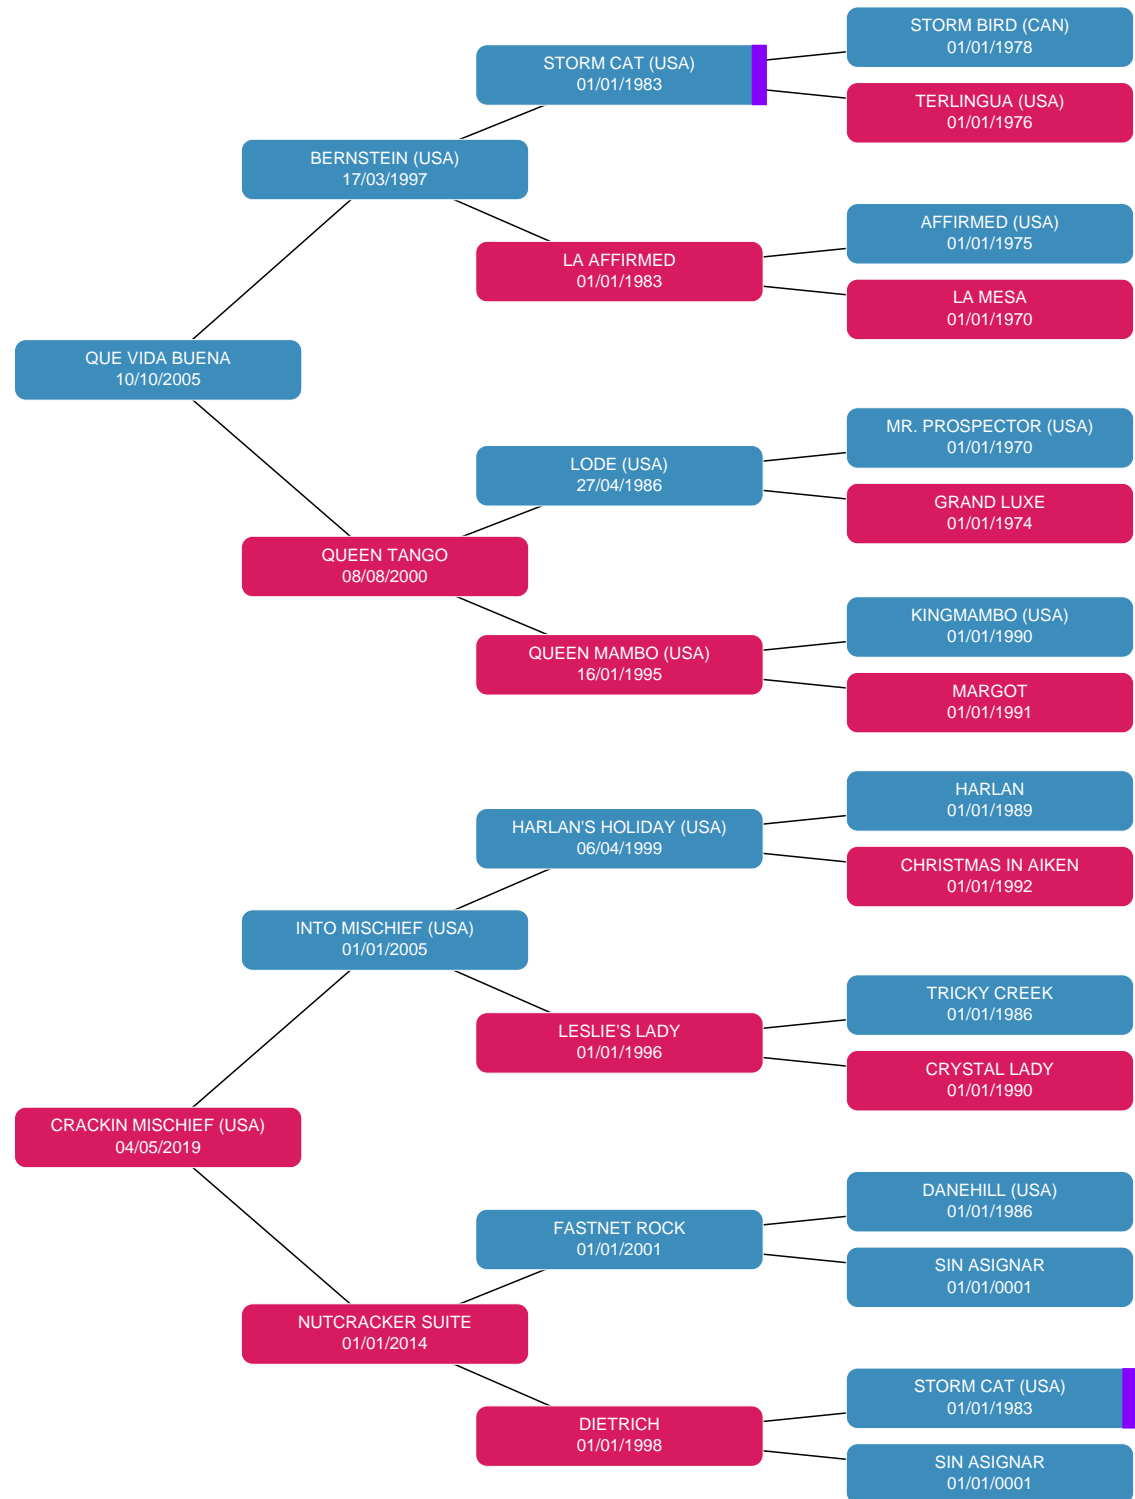 STORM BIRD (CAN)
01/01/1978
STORM CAT (USA)
01/01/1983
TERLINGUA (USA)
01/01/1976
BERNSTEIN (USA)
17/03/1997
AFFIRMED (USA)
01/01/1975
LA AFFIRMED
01/01/1983
LA MESA
01/01/1970
QUE VIDA BUENA
10/10/2005
MR. PROSPECTOR (USA)
01/01/1970
LODE (USA)
27/04/1986
GRAND LUXE
01/01/1974
QUEEN TANGO
08/08/2000
KINGMAMBO (USA)
01/01/1990
QUEEN MAMBO (USA)
16/01/1995
MARGOT
01/01/1991
HARLAN
01/01/1989
HARLAN'S HOLIDAY (USA)
06/04/1999
CHRISTMAS IN AIKEN
01/01/1992
INTO MISCHIEF (USA)
01/01/2005
TRICKY CREEK
01/01/1986
LESLIE'S LADY
01/01/1996
CRYSTAL LADY
01/01/1990
CRACKIN MISCHIEF (USA)
04/05/2019
DANEHILL (USA)
01/01/1986
FASTNET ROCK
01/01/2001
SIN ASIGNAR
01/01/0001
NUTCRACKER SUITE
01/01/2014
STORM CAT (USA)
01/01/1983
DIETRICH
01/01/1998
SIN ASIGNAR
01/01/0001